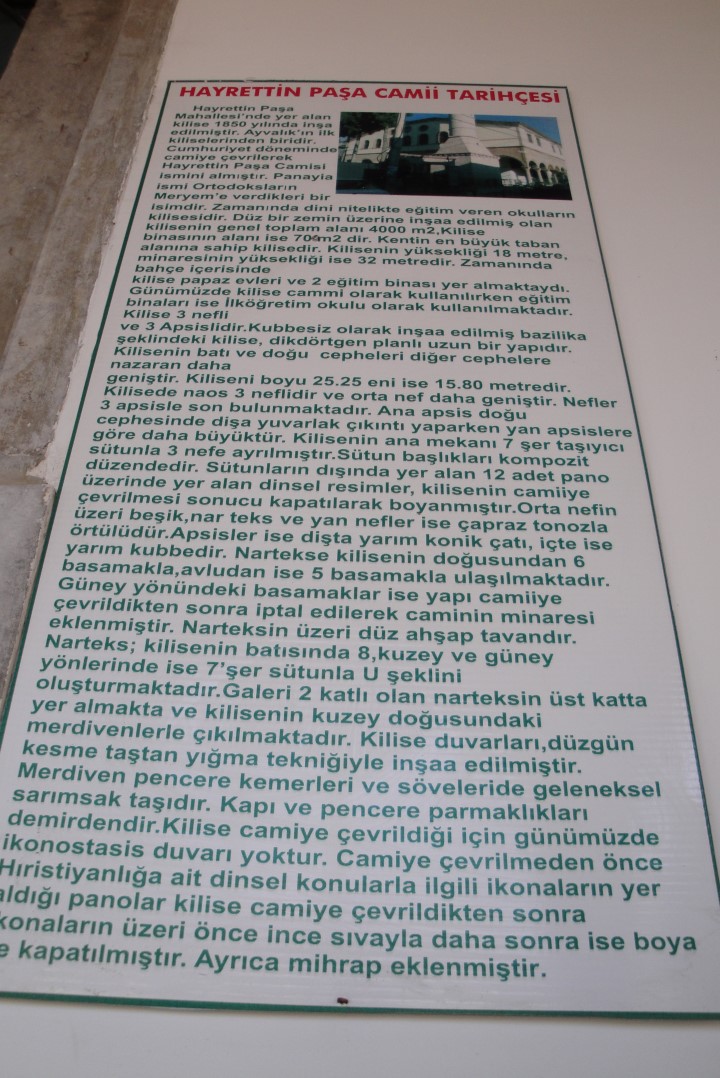 HAYRETTİN PAŞA CAMİİ TARİHÇESİ
Hayrettin Paşa
Mahallesi'nde yer alan
kilise 1850 yılında inşa
edilmiştir. Ayvalık'ın ilk
kiliselerinden biridir.
Cumhuriyet döneminde
camiye çevrilerek
Hayrettin Paşa Camisi
ismini almıştır. Panayia
ismi Ortodoksların
Meryem'e verdikleri bir
isimdir. Zamanında dini nitelikte eğitim veren okulların
kilisesidir. Düz bir zemin üzerine inşaa edilmiş olan
kilisenin genel toplam alanı 4000 m2,Kilise
binasının alanı ise 704m2 dir. Kentin en büyük taban
alanına sahip kilisedir. Kilisenin yüksekliği 18 metre,
minaresinin yüksekliği ise 32 metredir. Zamanında
bahçe içerisinde
kilise papaz evleri ve 2 eğitim binası yer almaktaydı.
Günümüzde kilise cammi olarak kullanılırken eğitim
binaları ise İlköğretim okulu olarak kullanılmaktadır.
Kilise 3 nefli
ve 3 Apsislidir.Kubbesiz olarak inşaa edilmiş bazilika
şeklindeki kilise, dikdörtgen planlı uzun bir yapıdır.
Kilisenin batı ve doğu cepheleri diğer cephelere
nazaran daha
geniştir. Kiliseni boyu 25.25 eni ise 15.80 metredir.
Kilisede naos 3 neflidir ve orta nef daha geniştir. Nefler
3 apsisle son bulunmaktadır. Ana apsis doğu
cephesinde dışa yuvarlak çıkıntı yaparken yan apsislere
göre daha büyüktür. Kilisenin ana mekanı 7 şer taşıyıcı
sütunla 3 nefe ayrılmıştır.Sütun başlıkları kompozit
düzendedir. Sütunların dışında yer alan 12 adet pano
üzerinde yer alan dinsel resimler, kilisenin camiiye
çevrilmesi sonucu kapatılarak boyanmıştır.Orta nefin
üzeri beşik,nar teks ve yan nefler ise çapraz tonozla
örtülüdür.Apsisler ise dışta yarım konik çatı, içte ise
yarım kubbedir. Nartekse kilisenin doğusundan 6
basamakla,avludan ise 5 basamakla ulaşılmaktadır.
Güney yönündeki basamaklar ise yapı camiiye
çevrildikten sonra iptal edilerek caminin minaresi
eklenmiştir. Narteksin üzeri düz ahşap tavandır.
Narteks; kilisenin batısında 8,kuzey ve güney
yönlerinde ise 7'şer sütunla U şeklini
oluşturmaktadır.Galeri 2 katlı olan narteksin üst katta
yer almakta ve kilisenin kuzey doğusundaki
merdivenlerle çıkılmaktadır. Kilise duvarları,düzgün
kesme taştan yığma tekniğiyle inşaa edilmiştir.
Merdiven pencere kemerleri ve söveleride geleneksel
sarımsak taşıdır. Kapı ve pencere parmaklıkları
demirdendir.Kilise camiye çevrildiği için günümüzde
ikonostasis duvarı yoktur. Camiye çevrilmeden önce
Hıristiyanlığa ait dinsel konularla ilgili ikonaların yer
aldığı panolar kilise camiye çevrildikten sonra
konaların üzeri önce ince sıvayla daha sonra ise boya
e kapatılmıştır. Ayrıca mihrap eklenmiştir.